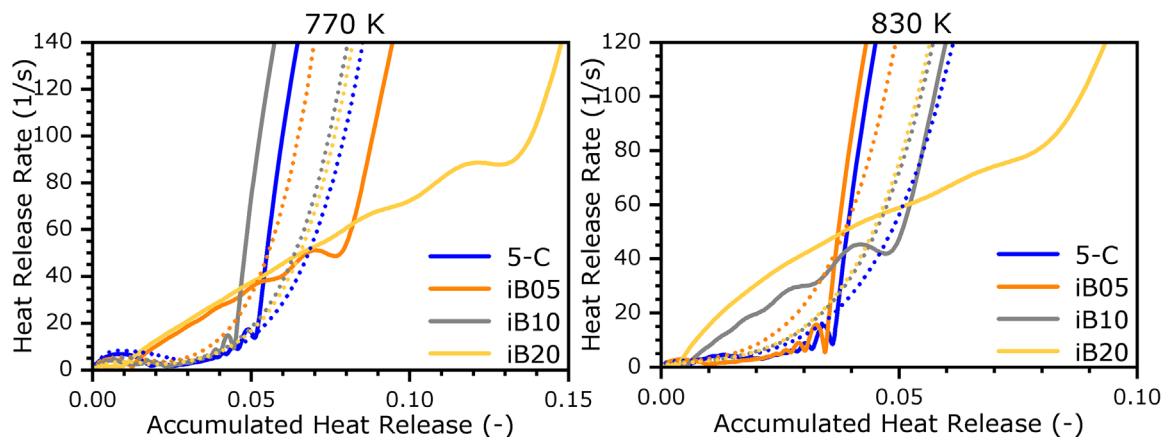 770 K
Heat Release Rate (1/s)
140
120
100
80
60
40
20
0
0.00
0.05
0.10
0.15
Accumulated Heat Release (-)
5-C
iB05
iB10
iB20
830 K
Heat Release Rate (1/s)
120
100
80
60
40
20
0
0.00
0.05
0.10
Accumulated Heat Release (-)
5-C
iB05
iB10
iB20